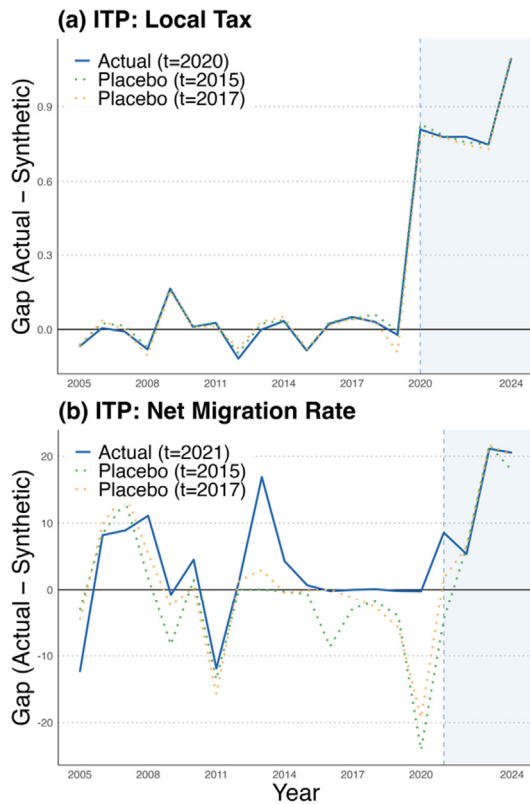 (a) ITP: Local Tax
Actual (t=2020)
Placebo (t=2015)
Placebo (t=2017)
Gap (Actual − Synthetic)
0.9
0.6
0.3
0.0
2005 2008 2011 2014 2017 2020 2024
(b) ITP: Net Migration Rate
Actual (t=2021)
Placebo (t=2015)
Placebo (t=2017)
Gap (Actual − Synthetic)
20
10
0
-10
-20
2005 2008 2011 2014 2017 2020 2024
Year